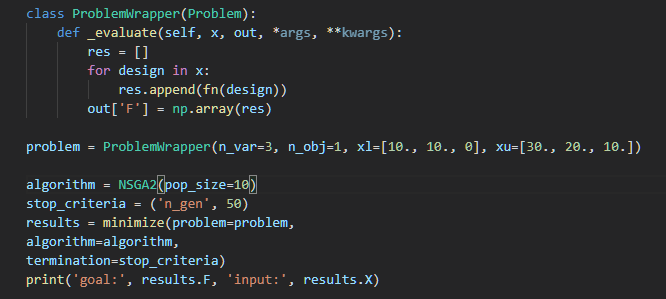 class ProblemWrapper(Problem):
    def _evaluate(self, x, out, *args, **kwargs):
        res = []
        for design in x:
            res.append(fn(design))
        out['F'] = np.array(res)

problem = ProblemWrapper(n_var=3, n_obj=1, xl=[10., 10., 0], xu=[30., 20., 10.])

algorithm = NSGA2(pop_size=10)
stop_criteria = ('n_gen', 50)
results = minimize(problem=problem,
algorithm=algorithm,
termination=stop_criteria)
print('goal:', results.F, 'input:', results.X)